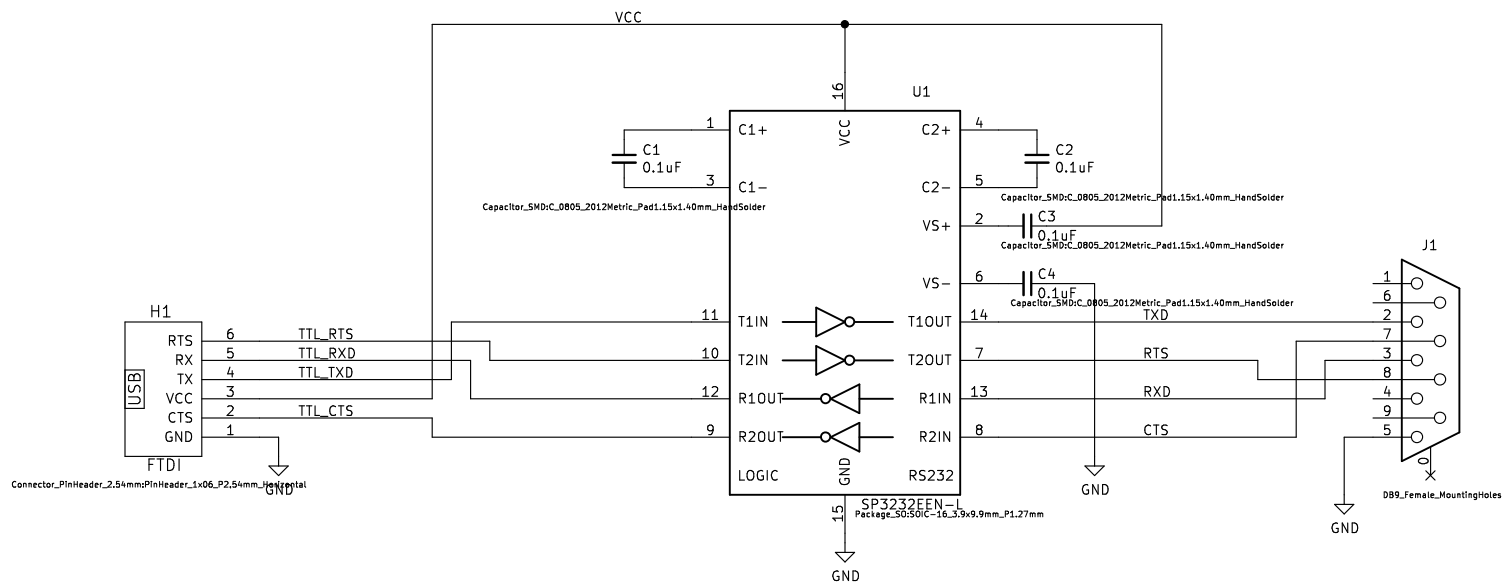 VCC
U1
16
VCC
1 C1+
C2+ 4
C1
0.1uF
C2
0.1uF
3 C1-
C2- 5
Capacitor_SMD:C_0805_2012Metric_Pad1.15x1.40mm_HandSolder
Capacitor_SMD:C_0805_2012Metric_Pad1.15x1.40mm_HandSolder
VS+ 2
C3
0.1uF
Capacitor_SMD:C_0805_2012Metric_Pad1.15x1.40mm_HandSolder
VS- 6
C4
0.1uF
Capacitor_SMD:C_0805_2012Metric_Pad1.15x1.40mm_HandSolder
J1
1
6
2
7
3
8
4
9
5
0
DB9_Female_MountingHoles
H1
USB
RTS 6 TTL_RTS
RX 5 TTL_RXD
TX 4 TTL_TXD
VCC 3
CTS 2 TTL_CTS
GND 1
FTDI
Connector_PinHeader_2.54mm:PinHeader_1x06_P2.54mm_Horizontal
GND
11 T1IN
T1OUT 14 TXD
10 T2IN
T2OUT 7 RTS
12 R1OUT
R1IN 13 RXD
9 R2OUT
R2IN 8 CTS
LOGIC
GND
RS232
15
SP3232EEN-L
Package_SO:SOIC-16_3.9x9.9mm_P1.27mm
GND
GND
GND